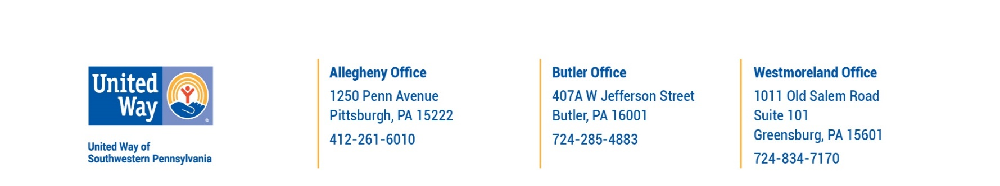 United
Way
®
United Way of
Southwestern Pennsylvania
Allegheny Office
1250 Penn Avenue
Pittsburgh, PA 15222
412-261-6010
Butler Office
407A W Jefferson Street
Butler, PA 16001
724-285-4883
Westmoreland Office
1011 Old Salem Road
Suite 101
Greensburg, PA 15601
724-834-7170